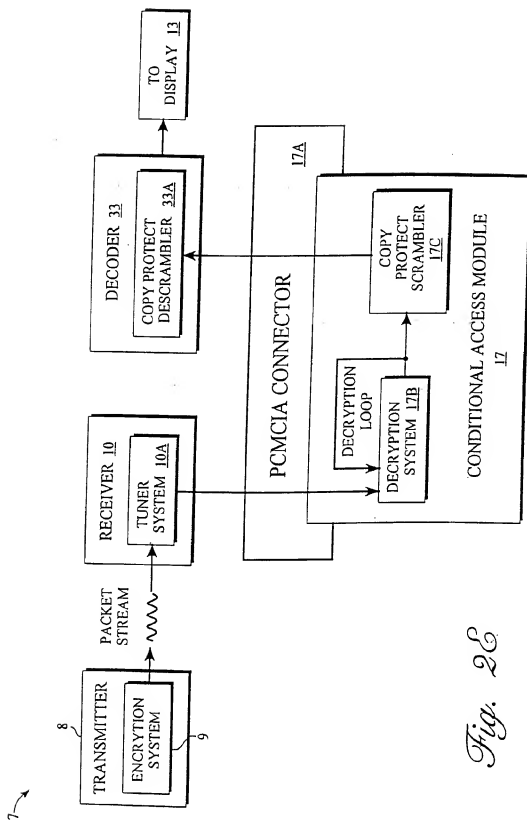 7
TRANSMITTER
8
ENCRYTION
SYSTEM
9
PACKET
STREAM
RECEIVER 10
TUNER
SYSTEM 10A
DECODER 33
COPY PROTECT
DESCRAMBLER 33A
TO
DISPLAY 13
PCMCIA CONNECTOR 17A
DECRYPTION
LOOP
DECRYPTION
SYSTEM 17B
COPY
PROTECT
SCRAMBLER
17C
CONDITIONAL ACCESS MODULE
17
Fig. 2E